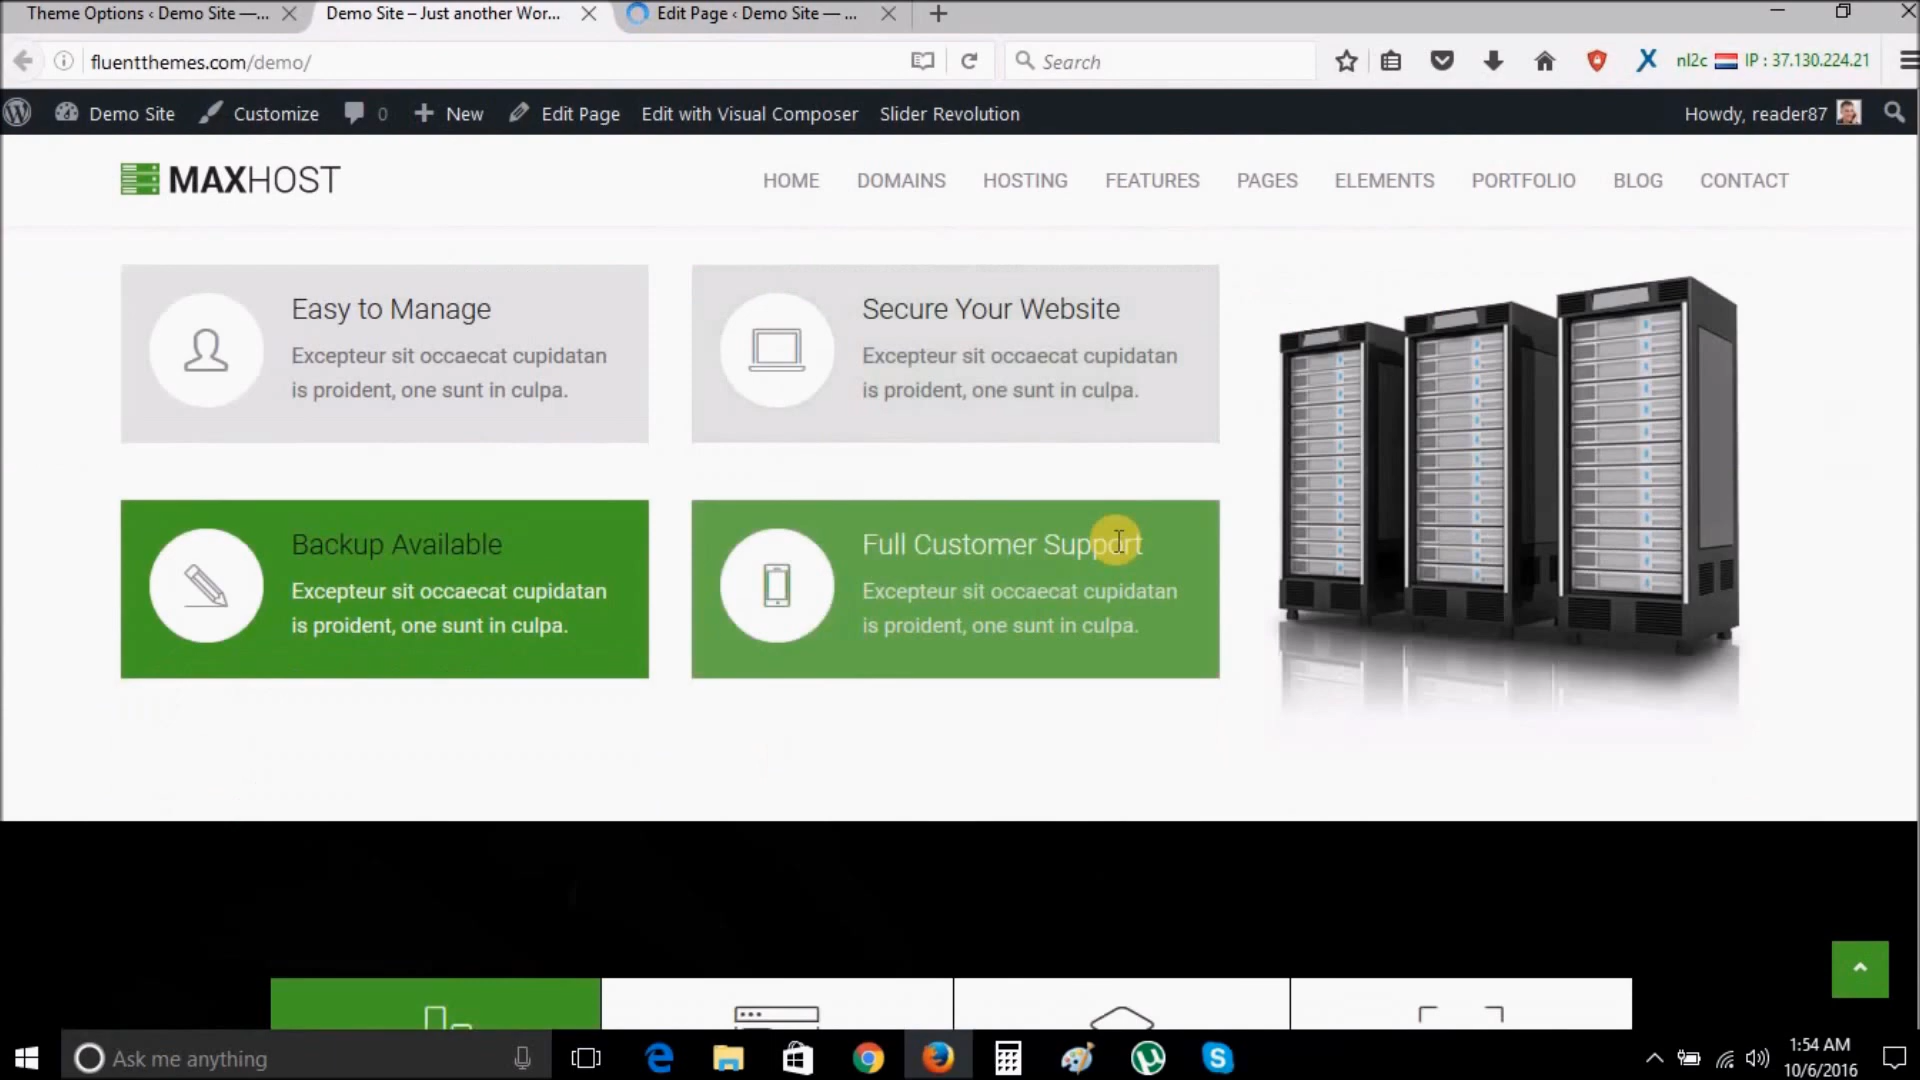 Theme Options ‹ Demo Site —...
Demo Site – Just another Wor...
Edit Page ‹ Demo Site — ...
fluentthemes.com/demo/
Search
nl2c
IP : 37.130.224.21
Demo Site
Customize
0
New
Edit Page
Edit with Visual Composer
Slider Revolution
Howdy, reader87
MAXHOST
HOME
DOMAINS
HOSTING
FEATURES
PAGES
ELEMENTS
PORTFOLIO
BLOG
CONTACT
Easy to Manage
Excepteur sit occaecat cupidatan
is proident, one sunt in culpa.
Secure Your Website
Excepteur sit occaecat cupidatan
is proident, one sunt in culpa.
Backup Available
Excepteur sit occaecat cupidatan
is proident, one sunt in culpa.
Full Customer Support
Excepteur sit occaecat cupidatan
is proident, one sunt in culpa.
Ask me anything
1:54 AM
10/6/2016